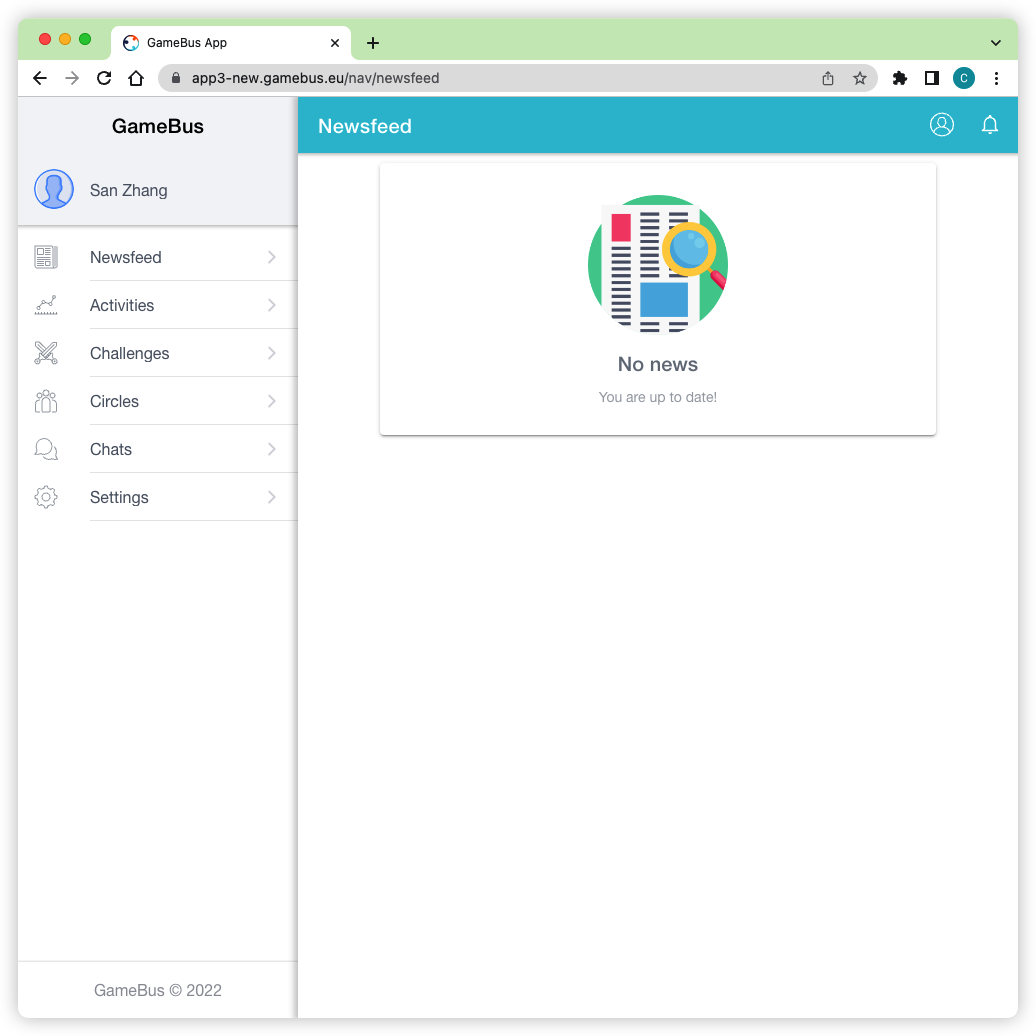 GameBus App
app3-new.gamebus.eu/nav/newsfeed
C
GameBus
San Zhang
Newsfeed
Activities
Challenges
Circles
Chats
Settings
GameBus © 2022
Newsfeed
No news
You are up to date!